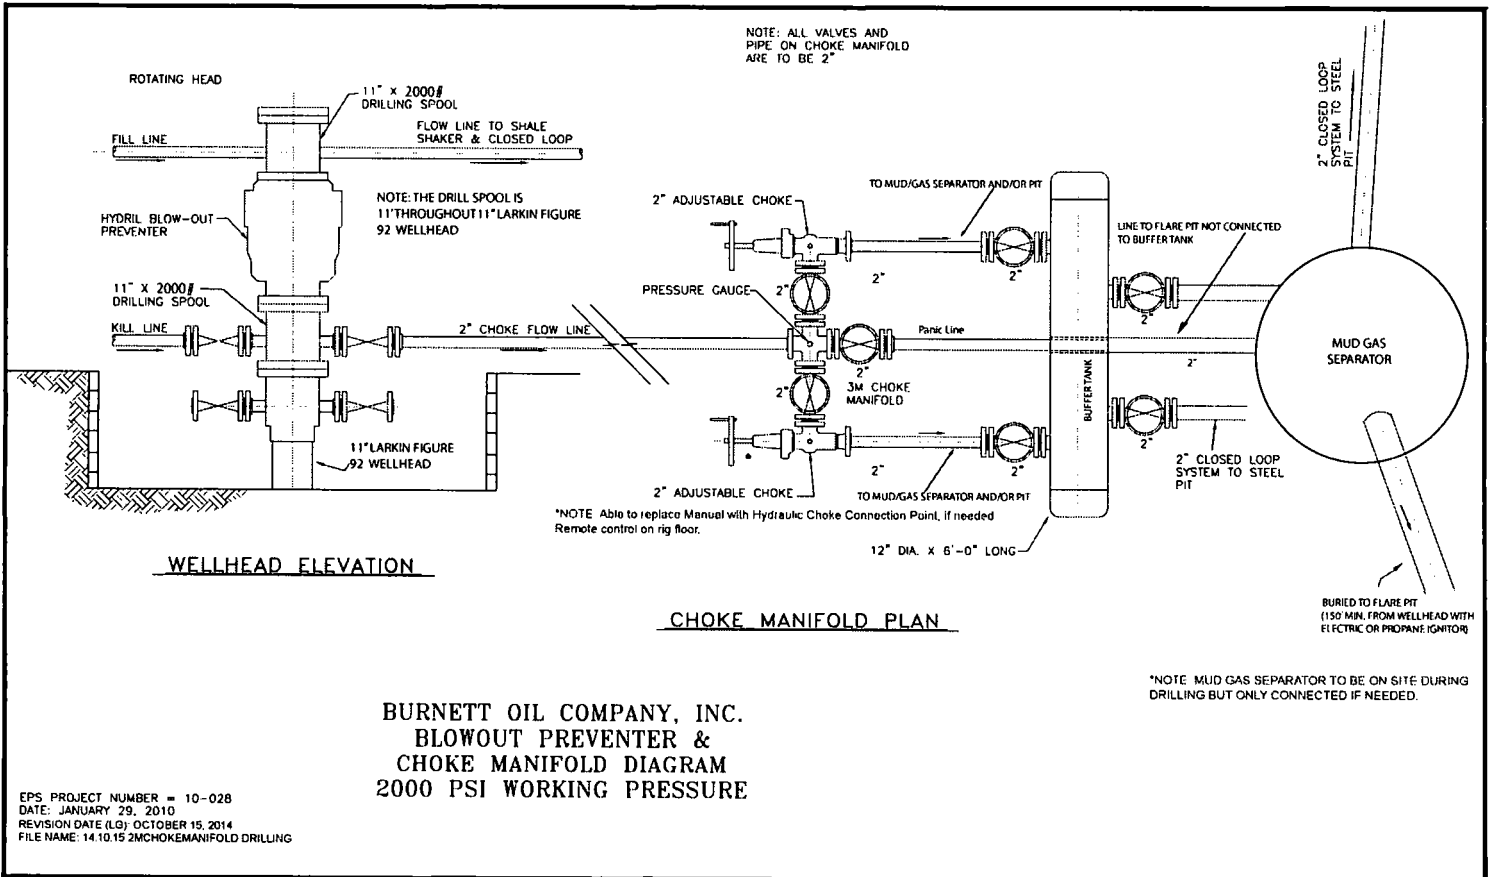 NOTE: ALL VALVES AND
PIPE ON CHOKE MANIFOLD
ARE TO BE 2"
ROTATING HEAD
11" X 2000#
DRILLING SPOOL
FILL LINE
FLOW LINE TO SHALE
SHAKER & CLOSED LOOP
HYDRIL BLOW-OUT
PREVENTER
NOTE: THE DRILL SPOOL IS
11'THROUGHOUT 11" LARKIN FIGURE
92 WELLHEAD
11" X 2000#
DRILLING SPOOL
KILL LINE
2" CHOKE FLOW LINE
11" LARKIN FIGURE
92 WELLHEAD
WELLHEAD ELEVATION
2" ADJUSTABLE CHOKE
TO MUD/GAS SEPARATOR AND/OR PIT
2"
2"
2"
PRESSURE GAUGE
Panic Line
2"
3M CHOKE
MANIFOLD
2"
2"
2"
2" ADJUSTABLE CHOKE
TO MUD/GAS SEPARATOR AND/OR PIT
*NOTE Able to replace Manual with Hydraulic Choke Connection Point, if needed
Remote control on rig floor.
12" DIA. X 6'-0" LONG
BUFFER TANK
CHOKE MANIFOLD PLAN
2" CLOSED LOOP
SYSTEM TO STEEL
PIT
LINE TO FLARE PIT NOT CONNECTED
TO BUFFER TANK
2"
2"
2"
2" CLOSED LOOP
SYSTEM TO STEEL
PIT
MUD GAS
SEPARATOR
BURIED TO FLARE PIT
(150' MIN. FROM WELLHEAD WITH
ELECTRIC OR PROPANE IGNITOR)
*NOTE MUD GAS SEPARATOR TO BE ON SITE DURING
DRILLING BUT ONLY CONNECTED IF NEEDED.
BURNETT OIL COMPANY, INC.
BLOWOUT PREVENTER &
CHOKE MANIFOLD DIAGRAM
2000 PSI WORKING PRESSURE
EPS PROJECT NUMBER = 10-028
DATE: JANUARY 29, 2010
REVISION DATE (LG): OCTOBER 15, 2014
FILE NAME: 14.10.15 2MCHOKEMANIFOLD DRILLING